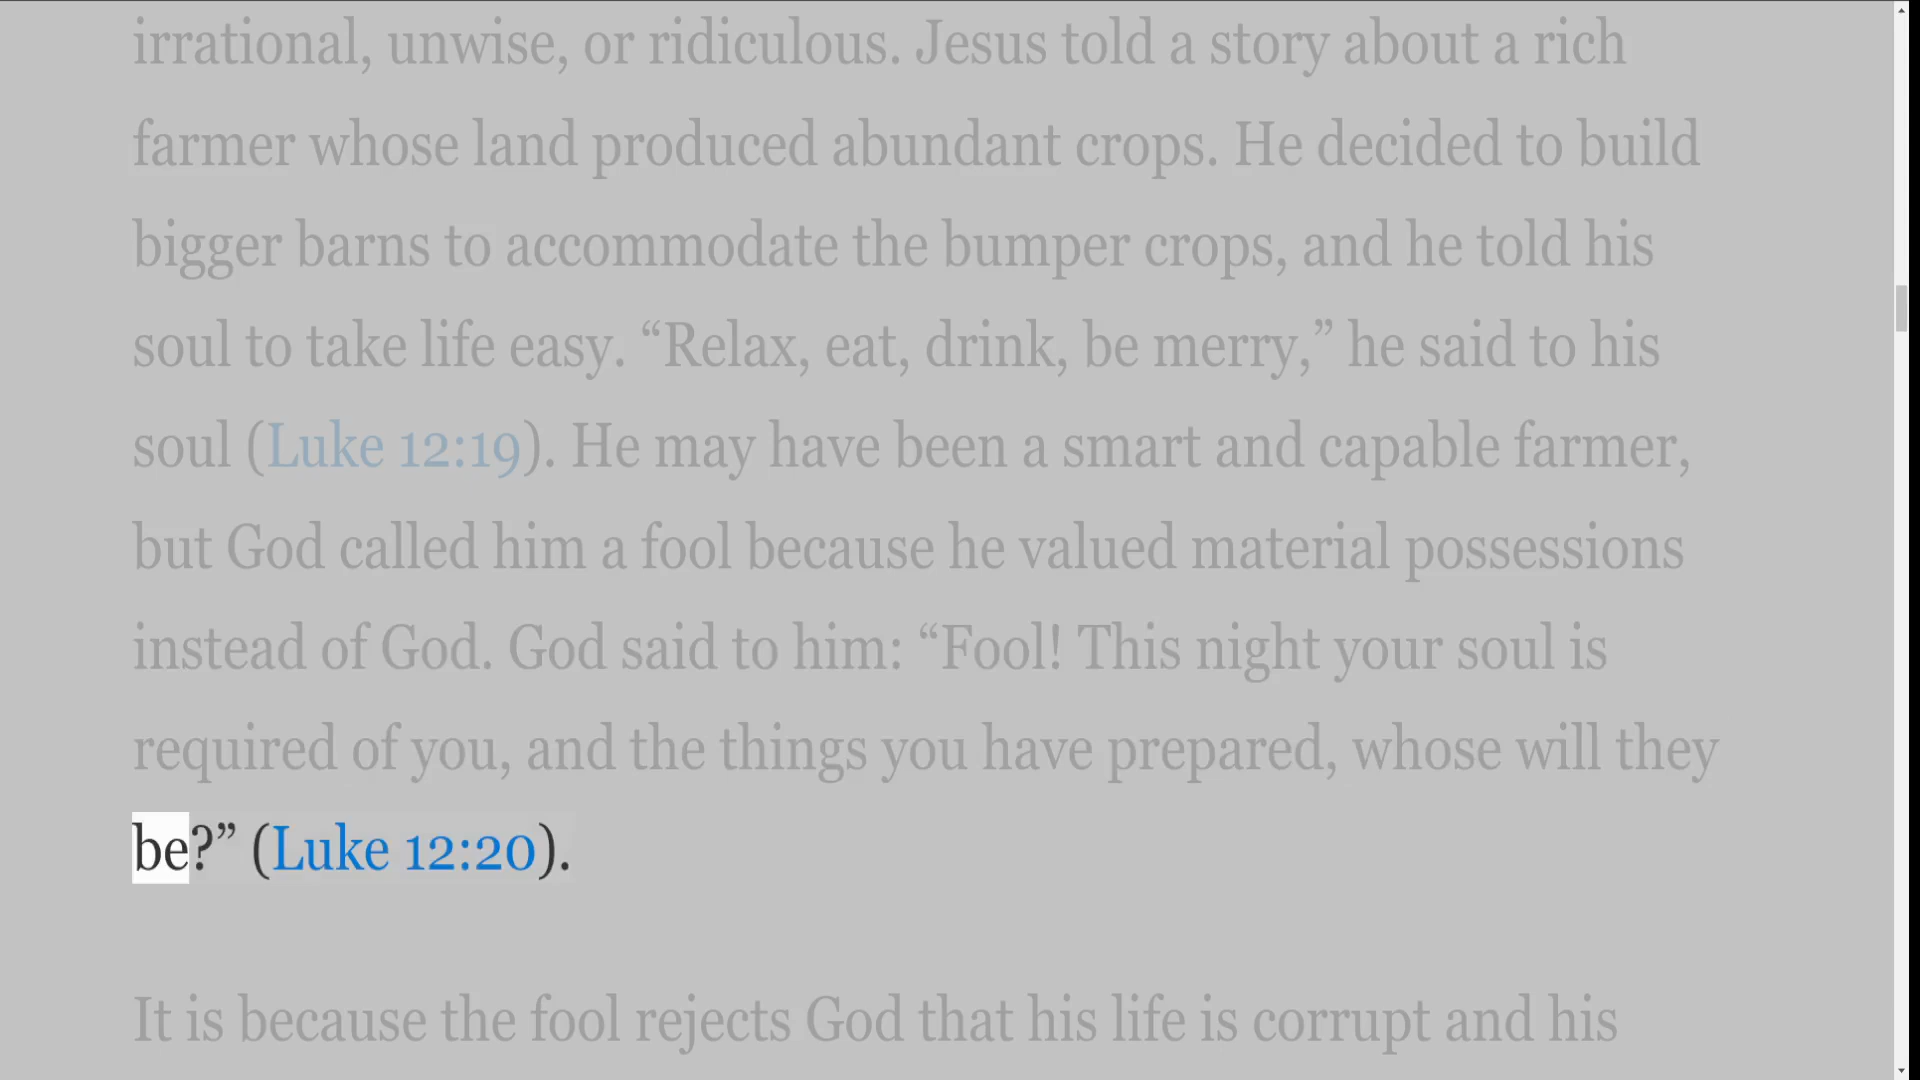 irrational, unwise, or ridiculous. Jesus told a story about a rich
farmer whose land produced abundant crops. He decided to build
bigger barns to accommodate the bumper crops, and he told his
soul to take life easy. “Relax, eat, drink, be merry,” he said to his
soul (Luke 12:19). He may have been a smart and capable farmer,
but God called him a fool because he valued material possessions
instead of God. God said to him: “Fool! This night your soul is
required of you, and the things you have prepared, whose will they
be?” (Luke 12:20).
It is because the fool rejects God that his life is corrupt and his